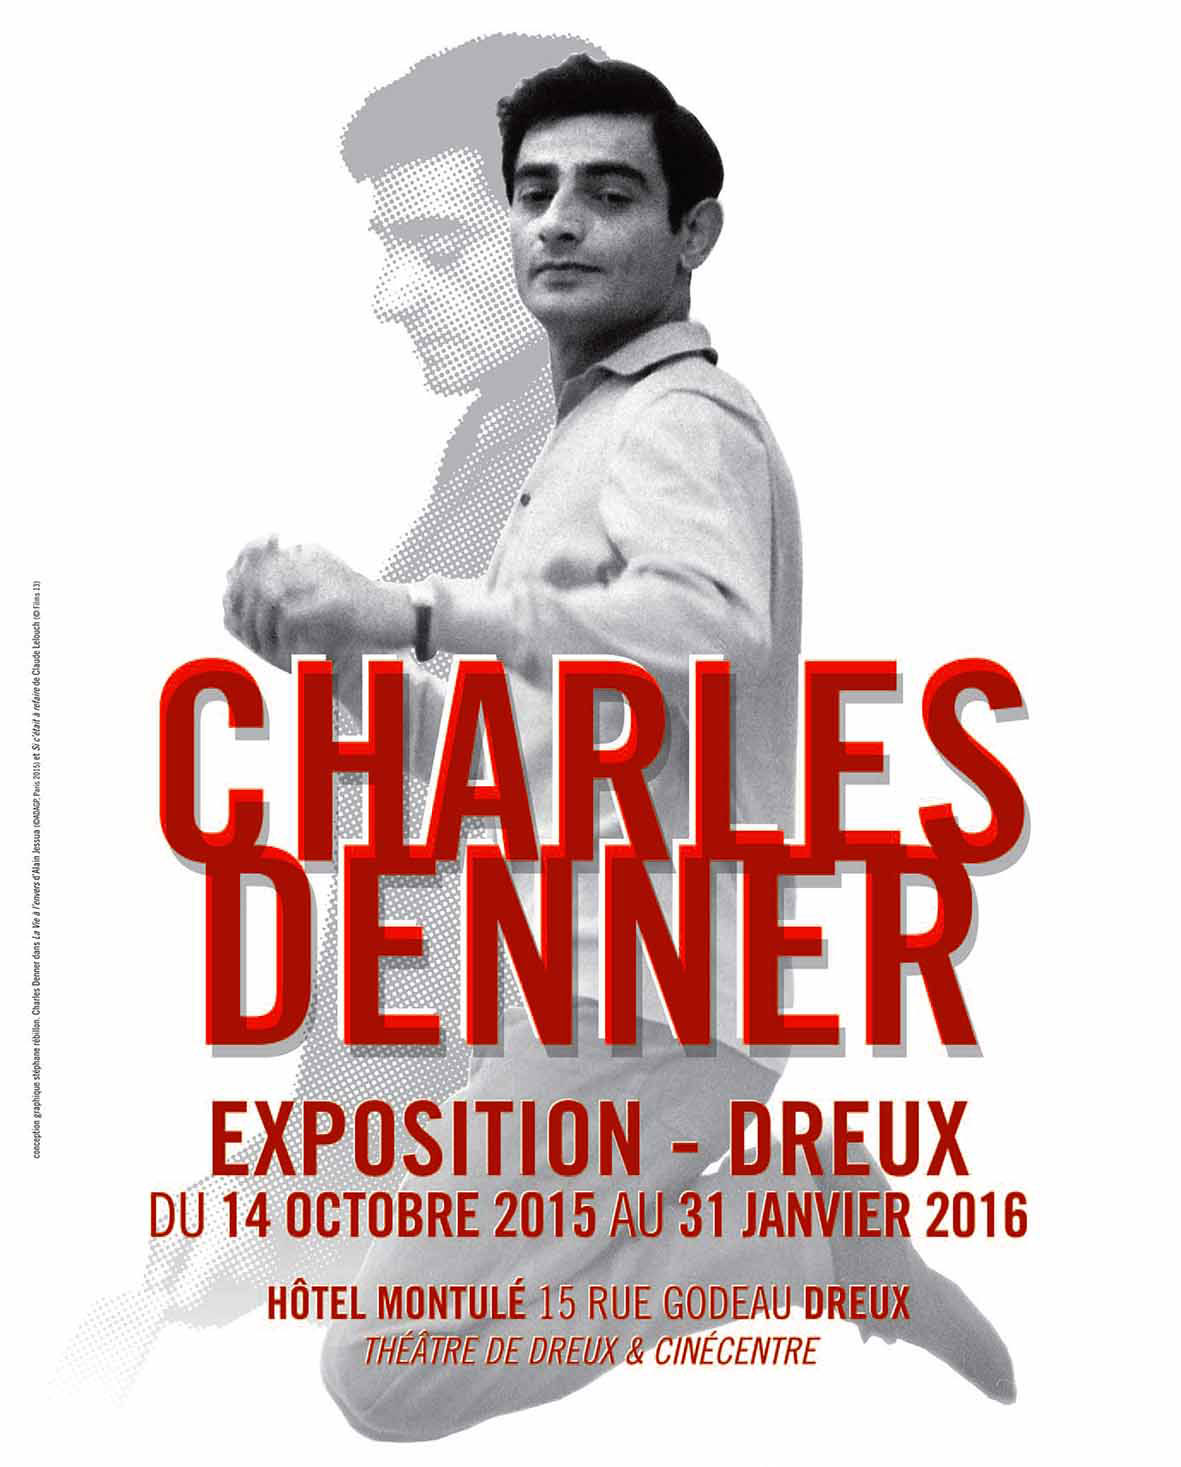 CHARLES
DENNER
EXPOSITION - DREUX
DU 14 OCTOBRE 2015 AU 31 JANVIER 2016
HÔTEL MONTULÉ 15 RUE GODEAU DREUX
THÉÂTRE DE DREUX & CINÉCENTRE
conception graphique stéphane rébillon. Charles Denner dans La Vie à l'envers d'Alain Jessua (©ADAGP, Paris 2015) et Si c'était à refaire de Claude Lelouch (© Films 13)